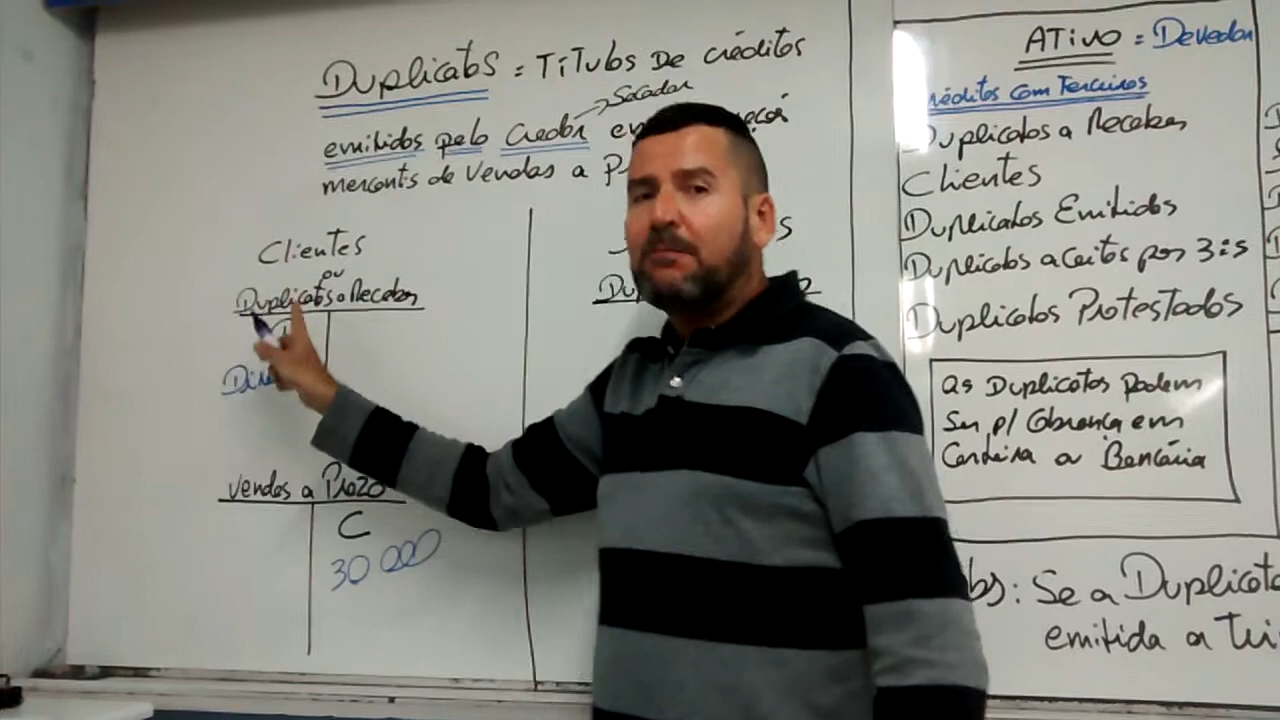 Duplicatas = Títulos De créditos
→ Sacador
emitidos pelo Credor
mercantis de Vendas a
Clientes
ou
Duplicatas a Receber
Vendas a Prazo
C
30 000
ATIVO = Devedor
Créditos com Terceiros
Duplicatas a Receber
Clientes
Duplicatas Emitidas
Duplicatas aceitas por 3ºs
Duplicatas Protestadas
As Duplicatas Podem
Ser p/ Cobrança em
Carteira ou Bancária
obs: Se a Duplicata
emitida a